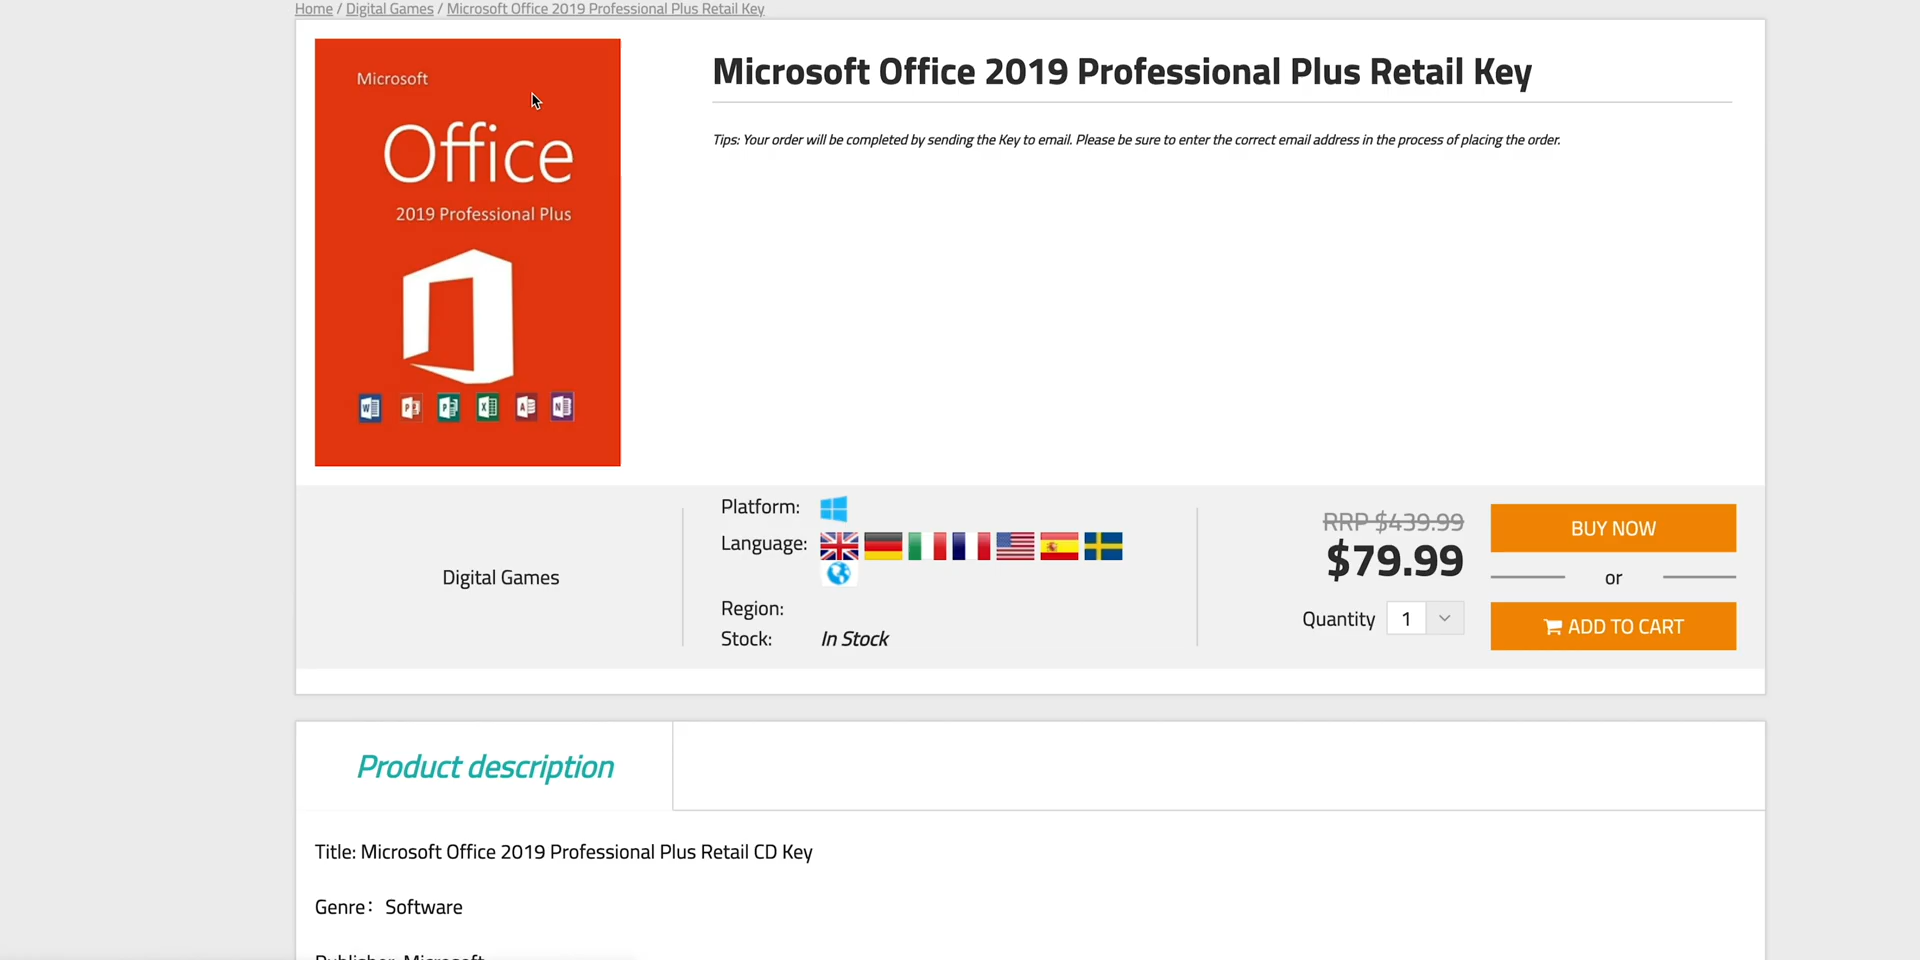 Home / Digital Games / Microsoft Office 2019 Professional Plus Retail Key
Microsoft
Office
2019 Professional Plus
Microsoft Office 2019 Professional Plus Retail Key
Tips: Your order will be completed by sending the Key to email. Please be sure to enter the correct email address in the process of placing the order.
Digital Games
Platform:
Language:
Region:
Stock: In Stock
RRP $439.99
$79.99
Quantity 1
BUY NOW
or
ADD TO CART
Product description
Title: Microsoft Office 2019 Professional Plus Retail CD Key
Genre： Software
Publisher: Microsoft